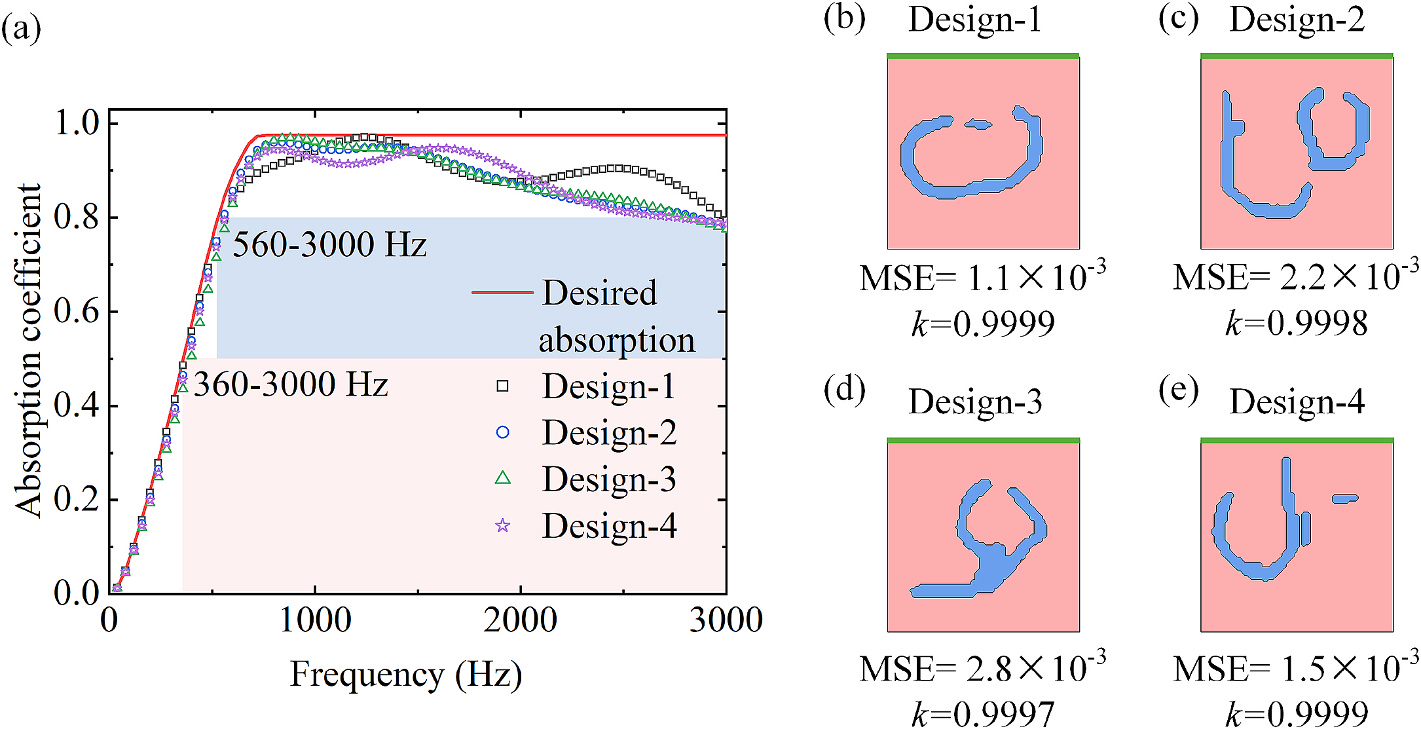 (a)
Absorption coefficient
1.0
0.8
0.6
0.4
0.2
0.0
560-3000 Hz
Desired
absorption
360-3000 Hz
Design-1
Design-2
Design-3
Design-4
0
1000
2000
3000
Frequency (Hz)
(b)
Design-1
MSE= 1.1×10-3
k=0.9999
(c)
Design-2
MSE= 2.2×10-3
k=0.9998
(d)
Design-3
MSE= 2.8×10-3
k=0.9997
(e)
Design-4
MSE= 1.5×10-3
k=0.9999